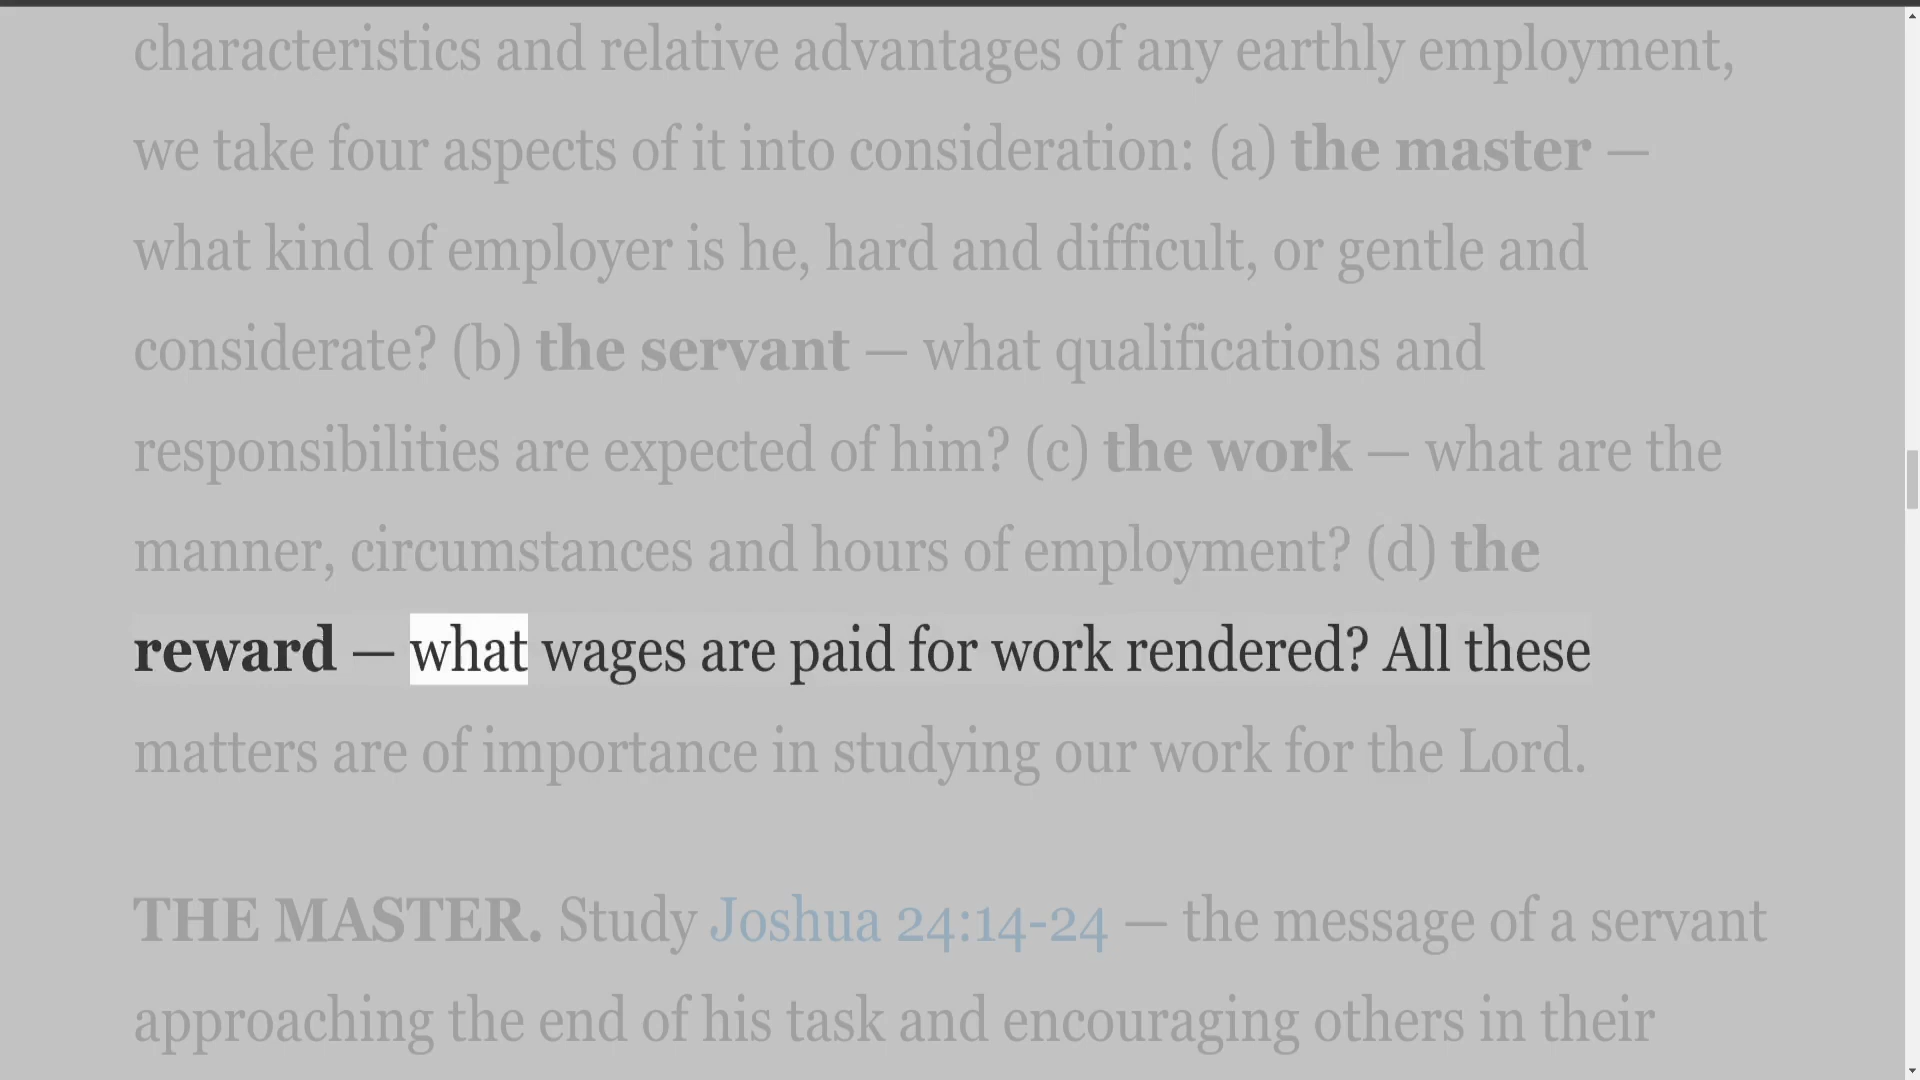 characteristics and relative advantages of any earthly employment,
we take four aspects of it into consideration: (a) the master —
what kind of employer is he, hard and difficult, or gentle and
considerate? (b) the servant — what qualifications and
responsibilities are expected of him? (c) the work — what are the
manner, circumstances and hours of employment? (d) the
reward — what wages are paid for work rendered? All these
matters are of importance in studying our work for the Lord.
THE MASTER. Study Joshua 24:14-24 — the message of a servant
approaching the end of his task and encouraging others in their